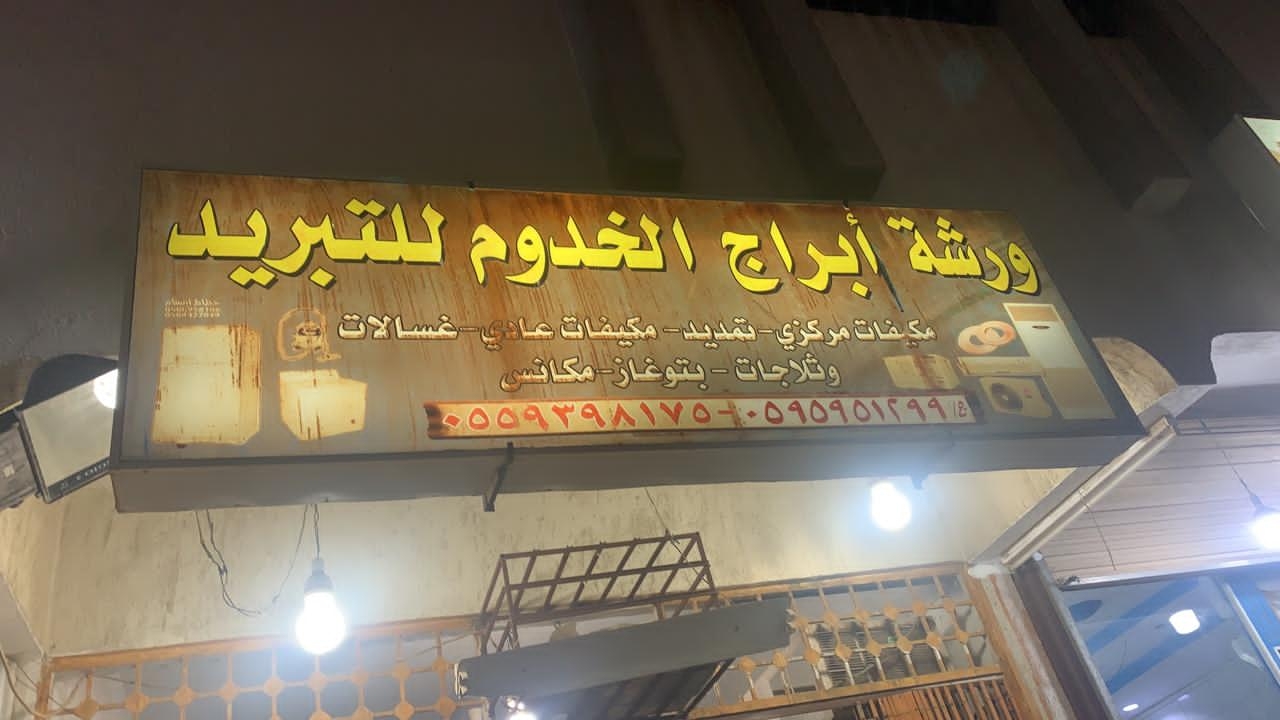 ورشة أبراج الخدوم للتبريد
مكيفات مركزي - تمديد - مكيفات عادي - غسالات
وثلاجات - بتوغاز - مكانس
ع/ ٠٥٩٥٩٥١٢٩٩ - ٠٥٥٩٣٩٨١٧٥